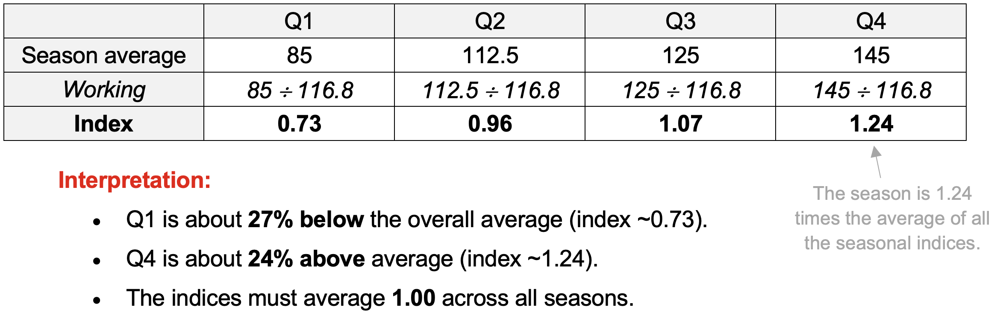 Q1 Q2 Q3 Q4
Season average 85 112.5 125 145
Working 85 ÷ 116.8 112.5 ÷ 116.8 125 ÷ 116.8 145 ÷ 116.8
Index 0.73 0.96 1.07 1.24
Interpretation:
• Q1 is about 27% below the overall average (index ~0.73).
• Q4 is about 24% above average (index ~1.24).
• The indices must average 1.00 across all seasons.
The season is 1.24
times the average of all
the seasonal indices.